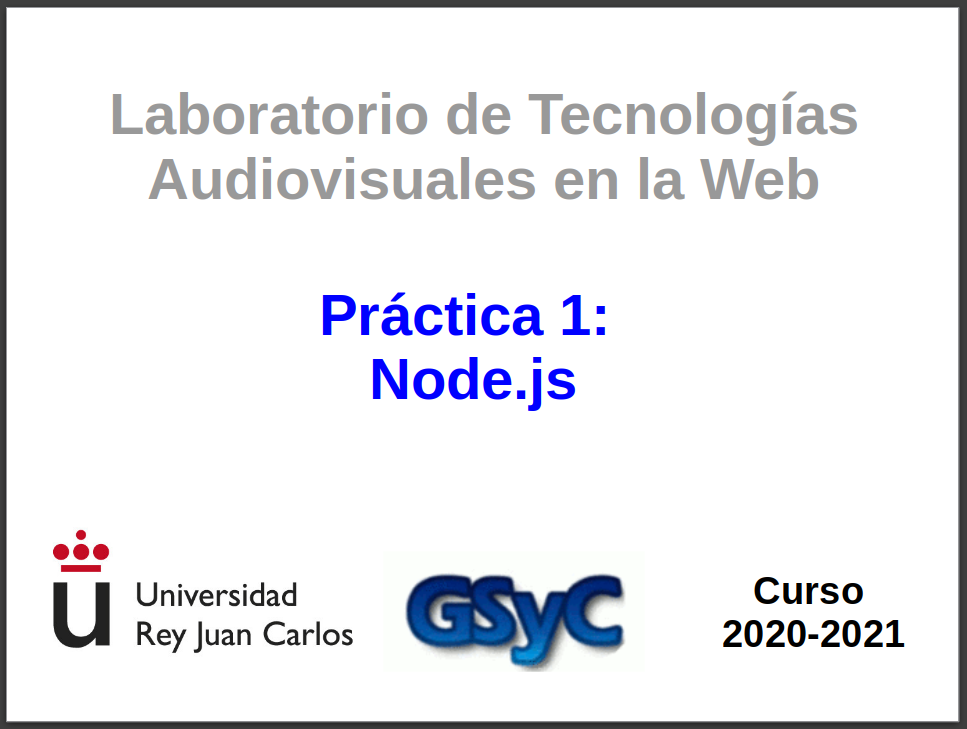 Laboratorio de Tecnologías
Audiovisuales en la Web
Práctica 1:
Node.js
Universidad
Rey Juan Carlos
GSyC
Curso
2020-2021